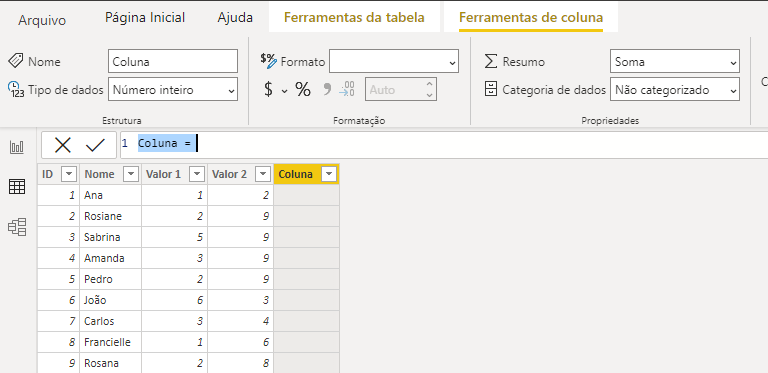 Arquivo Página Inicial Ajuda Ferramentas da tabela Ferramentas de coluna
Nome Coluna $% Formato Resumo Soma
Tipo de dados Número inteiro $ % 9 .00 →.0 Auto Categoria de dados Não categorizado C
Estrutura Formatação Propriedades
1 Coluna =
ID Nome Valor 1 Valor 2 Coluna
1 Ana 1 2
2 Rosiane 2 9
3 Sabrina 5 9
4 Amanda 3 9
5 Pedro 2 9
6 João 6 3
7 Carlos 3 4
8 Francielle 1 6
9 Rosana 2 8